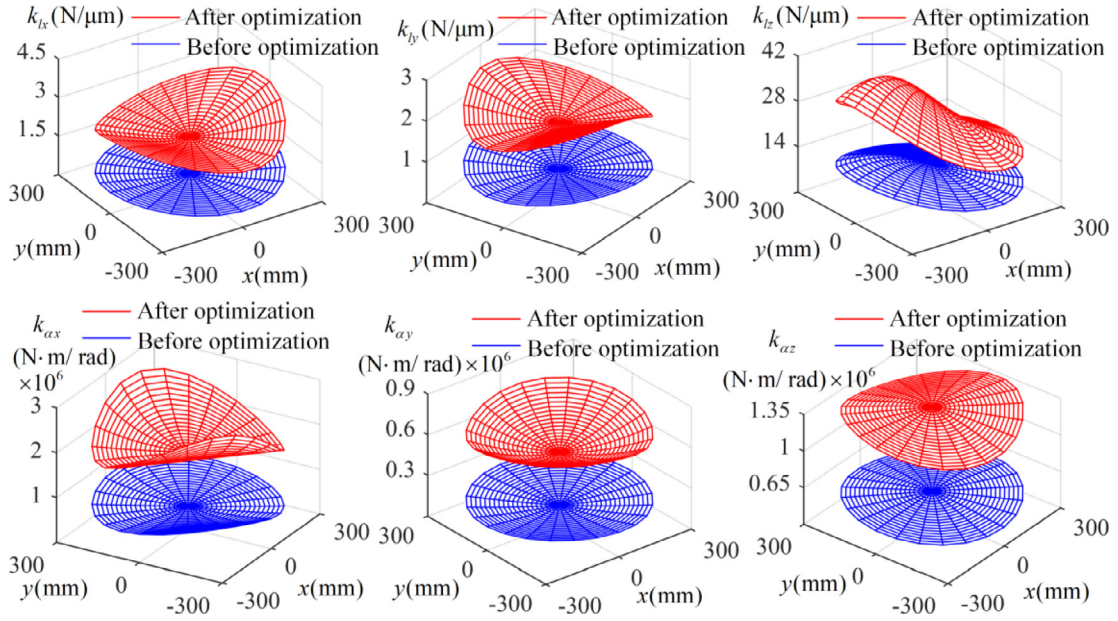 k_lx (N/μm)
After optimization
Before optimization
4.5
3
1.5
300
0
-300
y(mm)
-300
0
300
x(mm)
k_ly (N/μm)
After optimization
Before optimization
3
2
1
300
0
-300
y(mm)
-300
0
300
x(mm)
k_lz (N/μm)
After optimization
Before optimization
42
28
14
300
0
-300
y(mm)
-300
0
300
x(mm)
k_αx
(N·m/ rad)
×10^6
After optimization
Before optimization
3
2
1
300
0
-300
y(mm)
-300
0
300
x(mm)
k_αy
(N·m/ rad)×10^6
After optimization
Before optimization
0.9
0.6
0.3
300
0
-300
y(mm)
-300
0
300
x(mm)
k_αz
(N·m/ rad)×10^6
After optimization
Before optimization
1.35
1
0.65
300
0
-300
y(mm)
-300
0
300
x(mm)